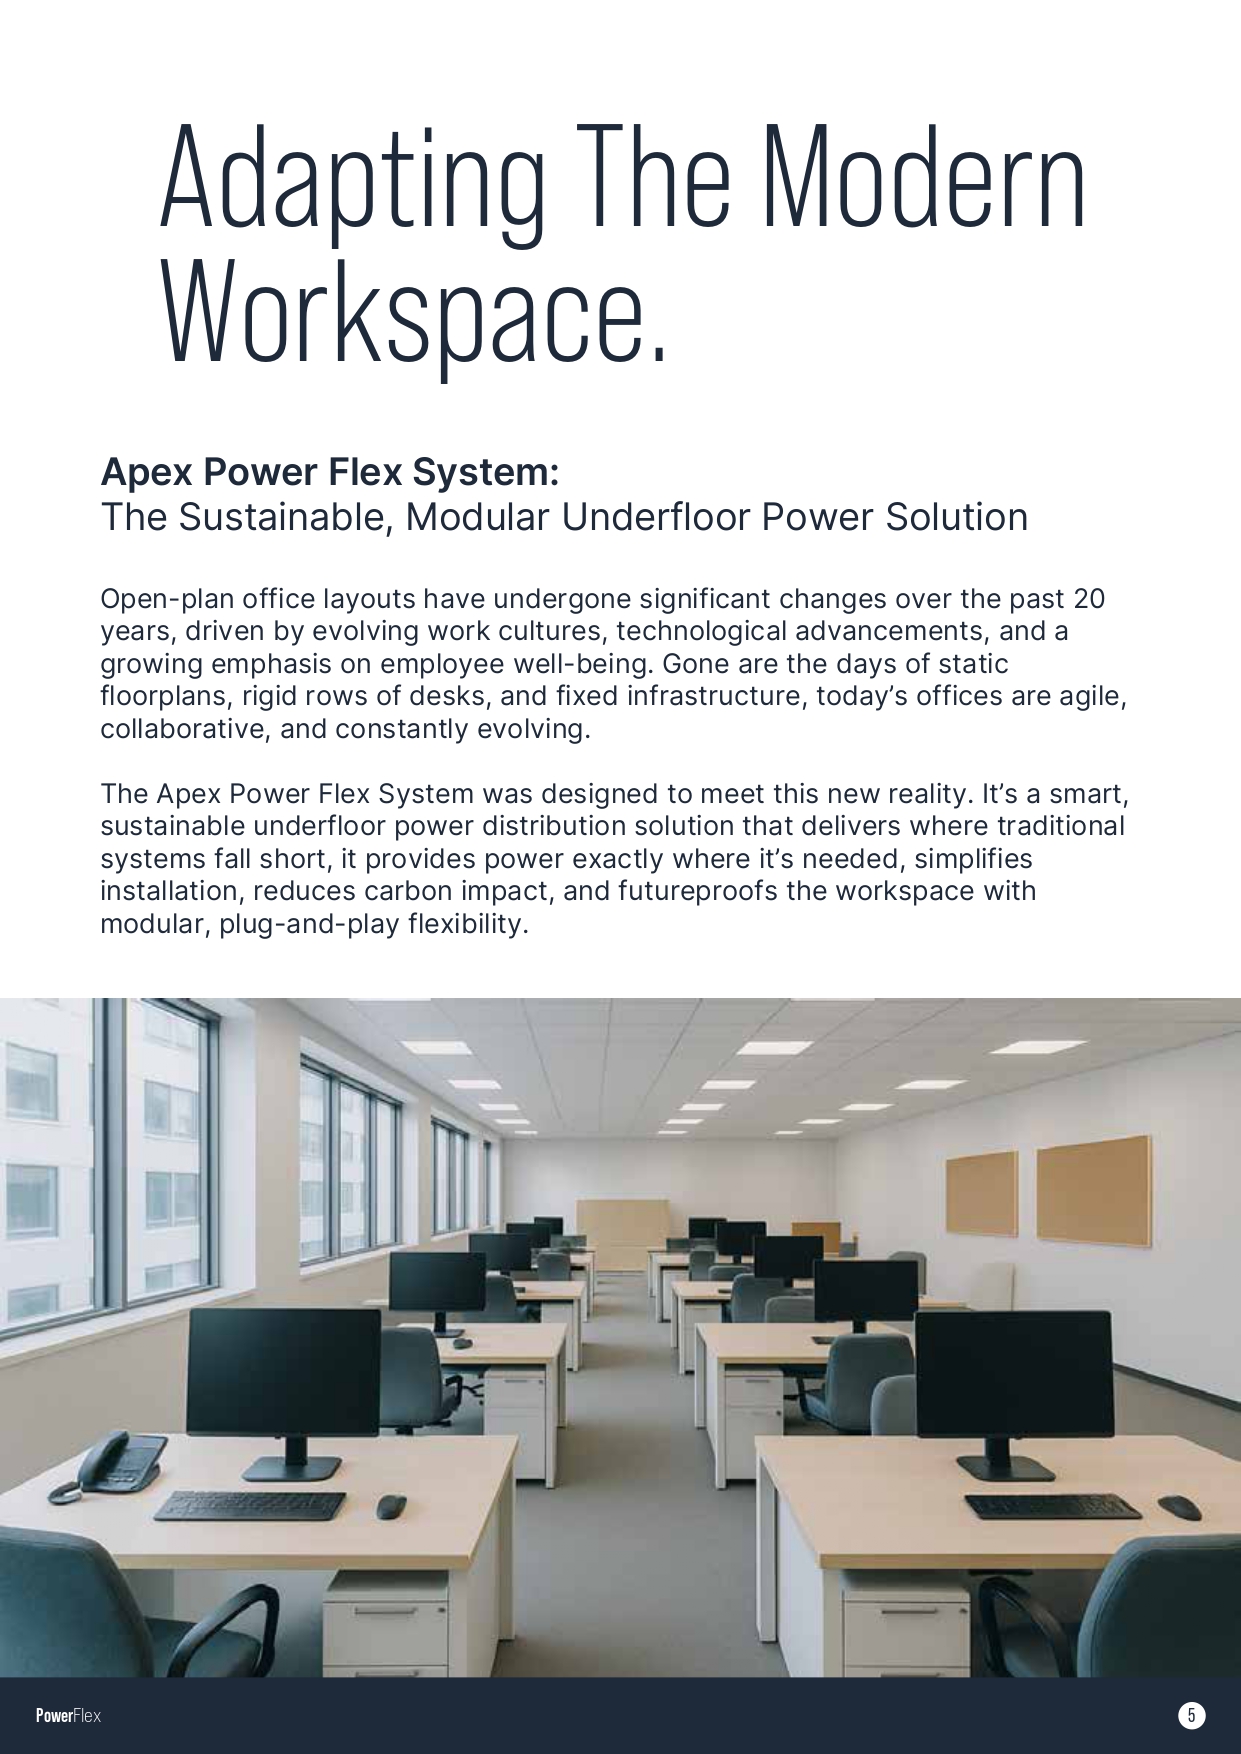 Adapting The Modern
Workspace.
Apex Power Flex System:
The Sustainable, Modular Underfloor Power Solution
Open-plan office layouts have undergone significant changes over the past 20
years, driven by evolving work cultures, technological advancements, and a
growing emphasis on employee well-being. Gone are the days of static
floorplans, rigid rows of desks, and fixed infrastructure, today’s offices are agile,
collaborative, and constantly evolving.
The Apex Power Flex System was designed to meet this new reality. It’s a smart,
sustainable underfloor power distribution solution that delivers where traditional
systems fall short, it provides power exactly where it’s needed, simplifies
installation, reduces carbon impact, and futureproofs the workspace with
modular, plug-and-play flexibility.
PowerFlex
5